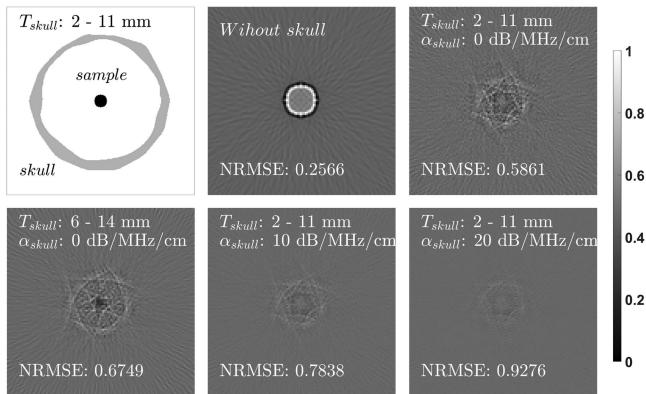 T_skull: 2 - 11 mm
sample
skull
Wihout skull
NRMSE: 0.2566
T_skull: 2 - 11 mm
α_skull: 0 dB/MHz/cm
NRMSE: 0.5861
T_skull: 6 - 14 mm
α_skull: 0 dB/MHz/cm
NRMSE: 0.6749
T_skull: 2 - 11 mm
α_skull: 10 dB/MHz/cm
NRMSE: 0.7838
T_skull: 2 - 11 mm
α_skull: 20 dB/MHz/cm
NRMSE: 0.9276
1
0.8
0.6
0.4
0.2
0